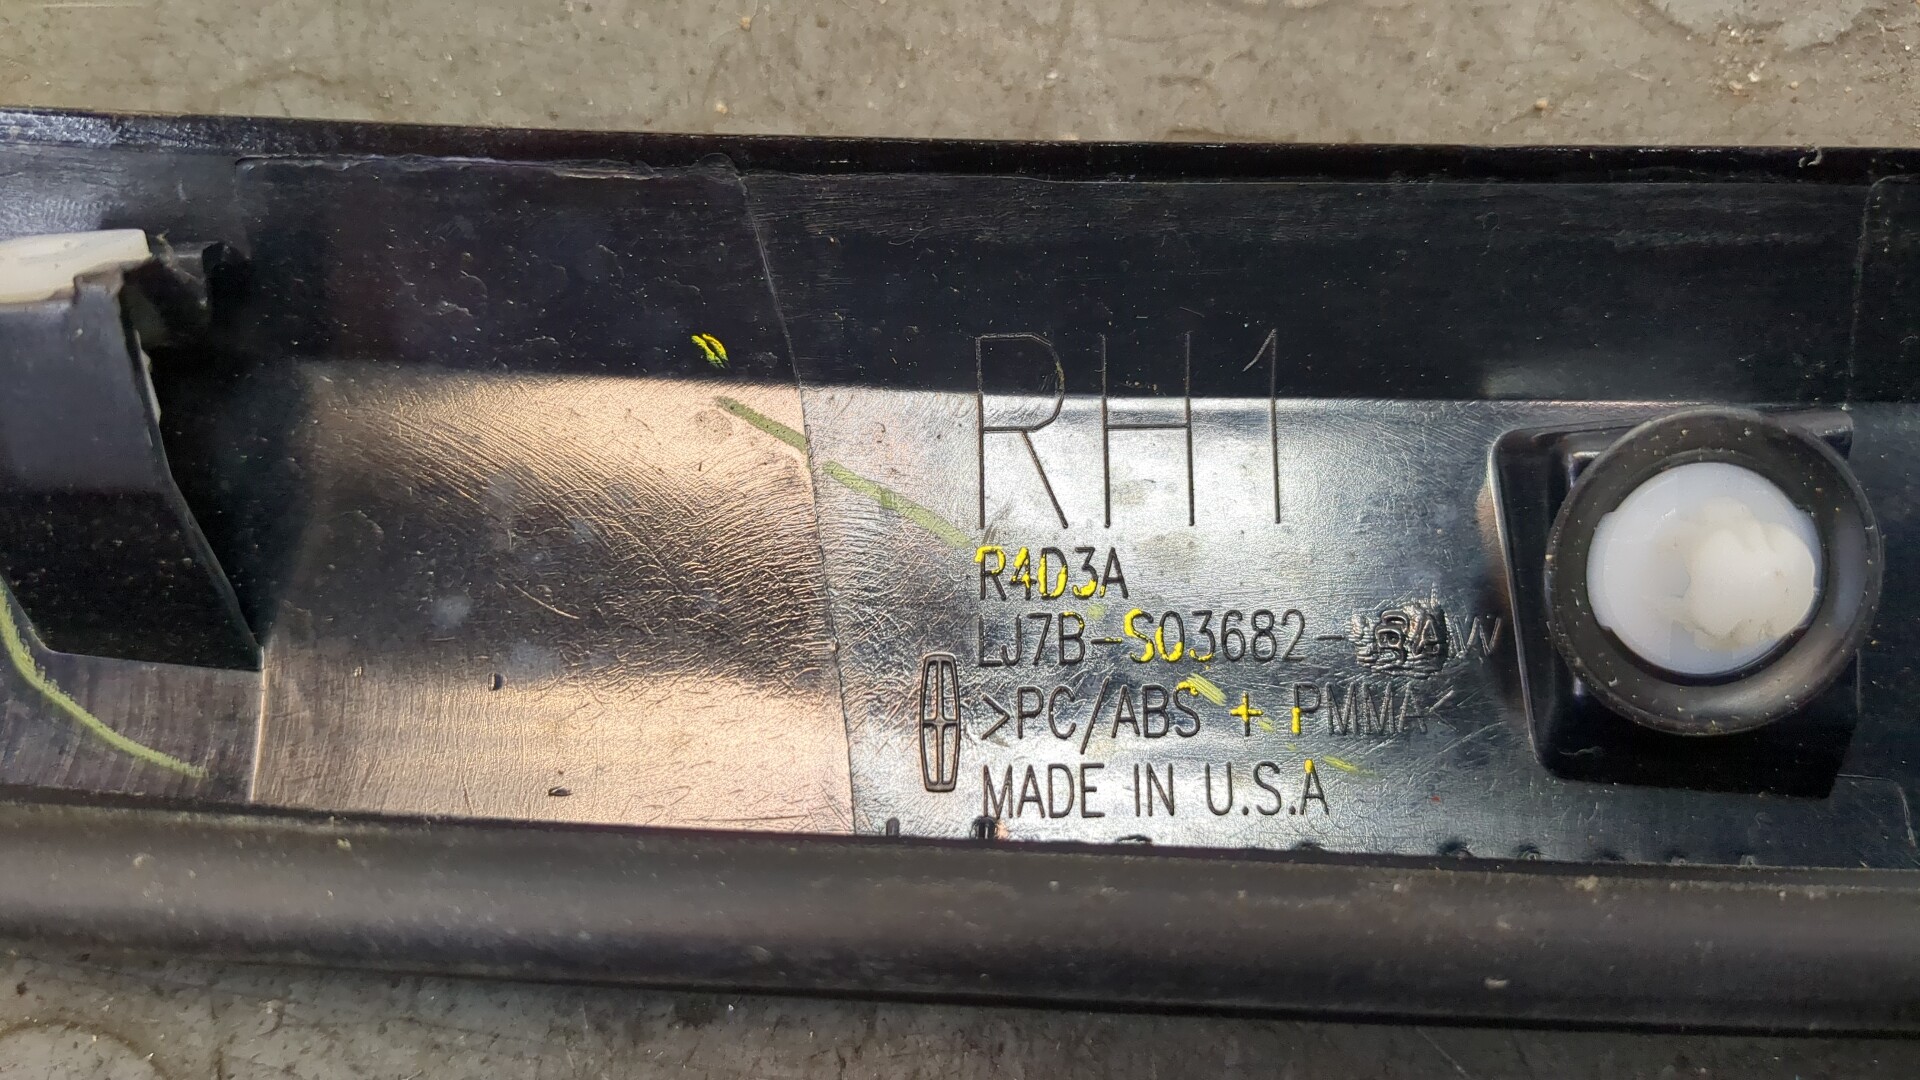 RH1
R4D3A
LJ7B-S03682-
>PC/ABS + PMMA<
MADE IN U.S.A